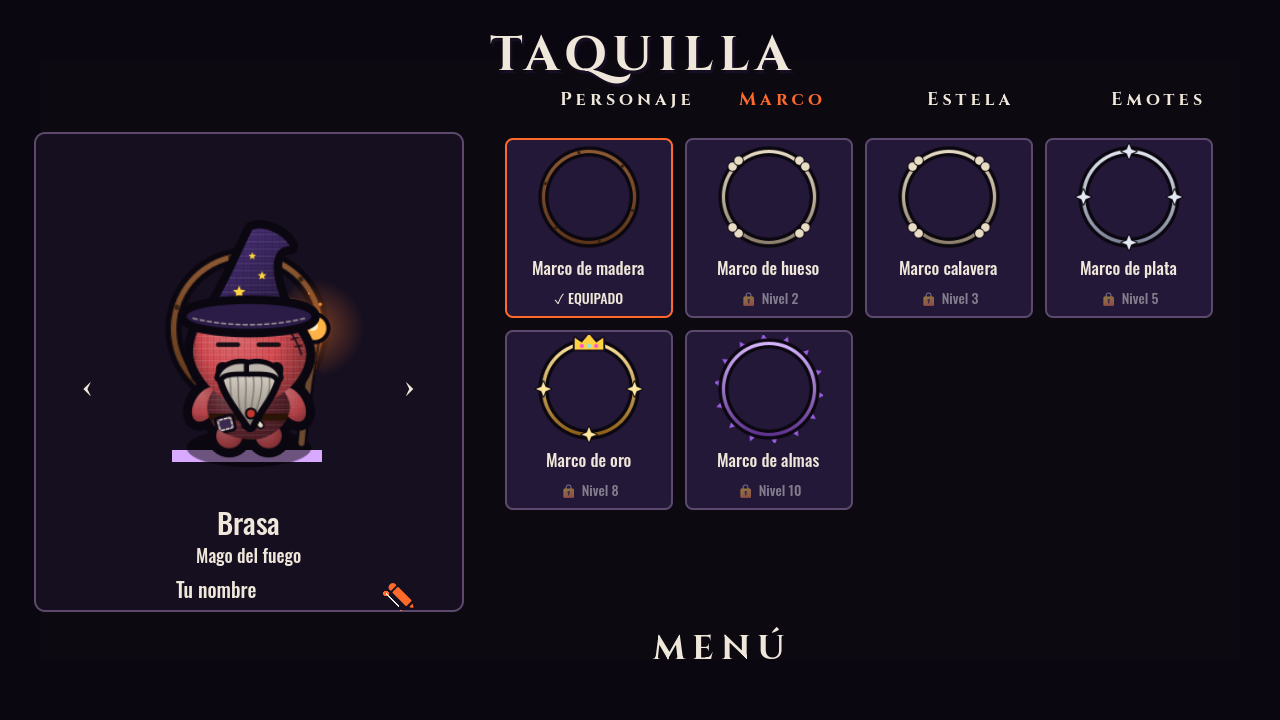 TAQUILLA
PERSONAJE MARCO ESTELA EMOTES
Marco de madera
✓ EQUIPADO
Marco de hueso
Nivel 2
Marco calavera
Nivel 3
Marco de plata
Nivel 5
Marco de oro
Nivel 8
Marco de almas
Nivel 10
‹ ›
Brasa
Mago del fuego
Tu nombre
MENÚ